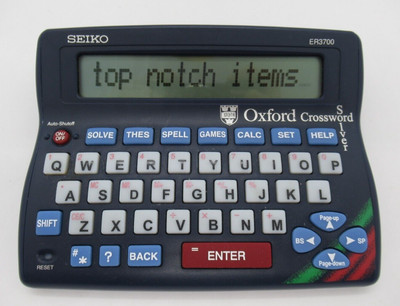 SEIKO ER3700
top notch items
Oxford Crossword Solver
Auto-Shutoff
ON/OFF
SOLVE THES SPELL GAMES CALC SET HELP
Q W E R T Y U I O P
A S D F G H J K L
SHIFT Z X C V B N M
Page-up
BS SP
Page-down
RESET
#
* ? BACK ENTER